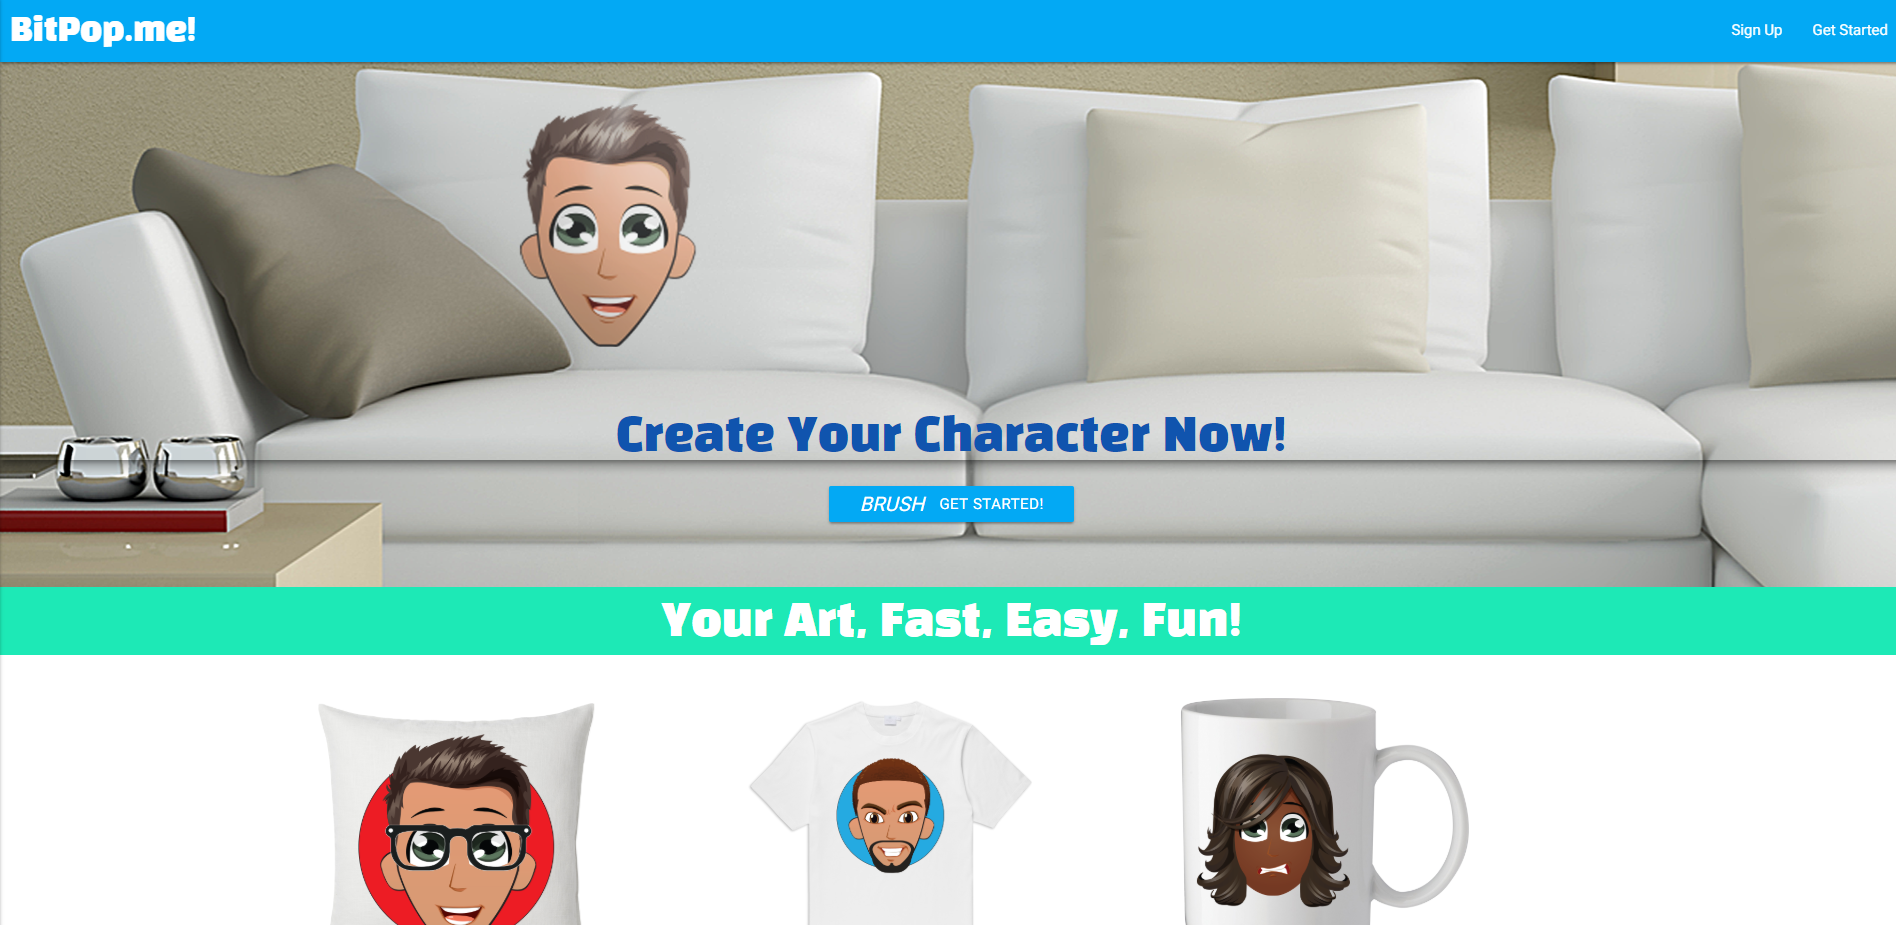 BitPop.me!
Sign Up
Get Started
Create Your Character Now!
BRUSH GET STARTED!
Your Art, Fast, Easy, Fun!